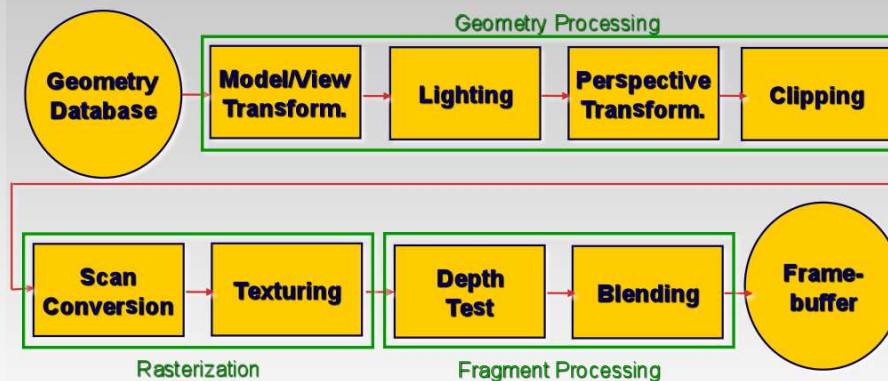 Geometry Processing
Geometry
Database
Model/View
Transform.
Lighting
Perspective
Transform.
Clipping
Scan
Conversion
Texturing
Depth
Test
Blending
Frame-
buffer
Rasterization
Fragment Processing